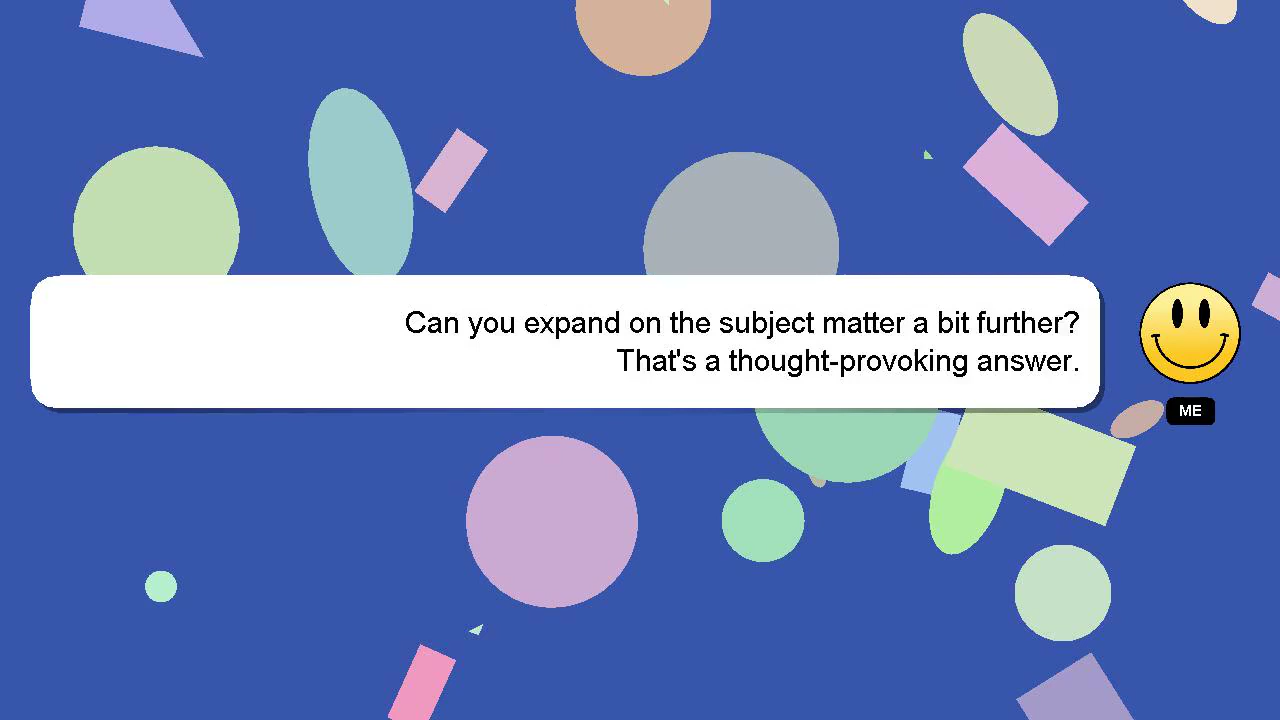 Can you expand on the subject matter a bit further?
That's a thought-provoking answer.
ME